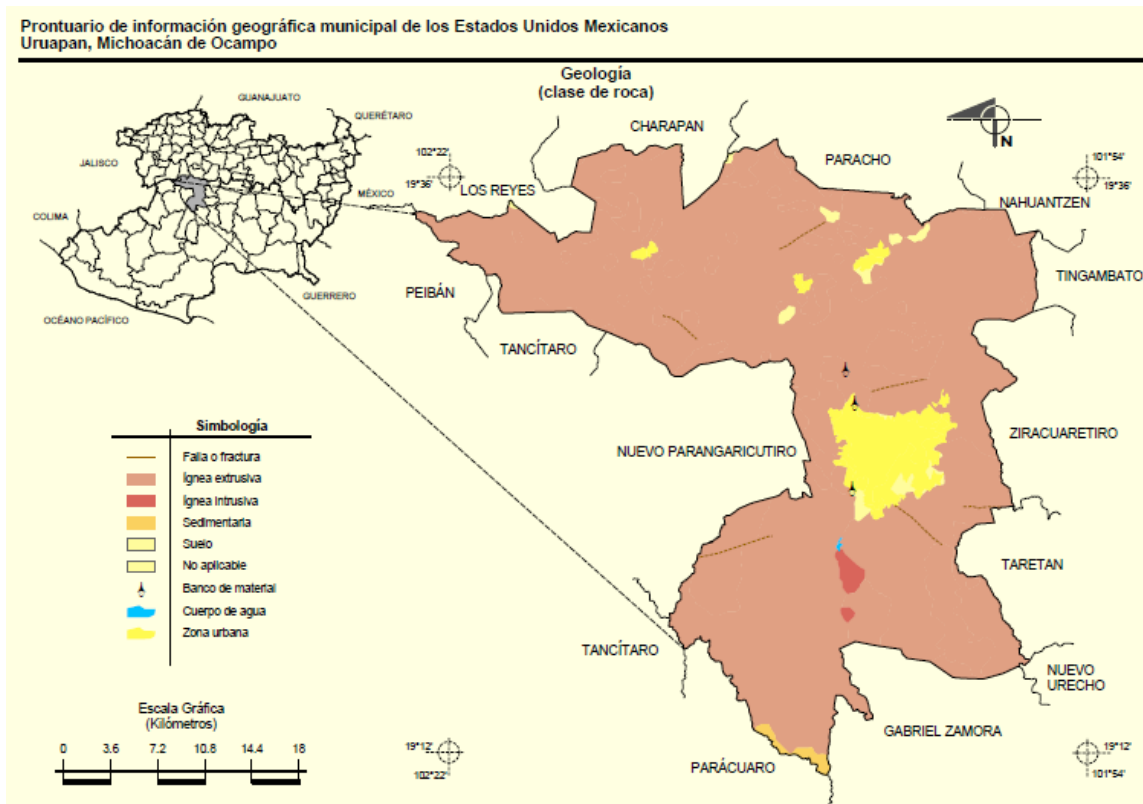 Prontuario de información geográfica municipal de los Estados Unidos Mexicanos
Uruapan, Michoacán de Ocampo
Geología
(clase de roca)
GUANAJUATO
QUERÉTARO
JALISCO
MÉXICO
COLIMA
GUERRERO
OCÉANO PACÍFICO
N
102°22'
19°36'
101°54'
19°36'
CHARAPAN
PARACHO
LOS REYES
NAHUANTZEN
TINGAMBATO
PEIBÁN
TANCÍTARO
NUEVO PARANGARICUTIRO
ZIRACUARETIRO
TARETAN
TANCÍTARO
NUEVO
URECHO
GABRIEL ZAMORA
PARÁCUARO
Simbología
Falla o fractura
Ígnea extrusiva
Ígnea intrusiva
Sedimentaria
Suelo
No aplicable
Banco de material
Cuerpo de agua
Zona urbana
Escala Gráfica
(Kilómetros)
0 3.6 7.2 10.8 14.4 18
19°12'
102°22'
19°12'
101°54'